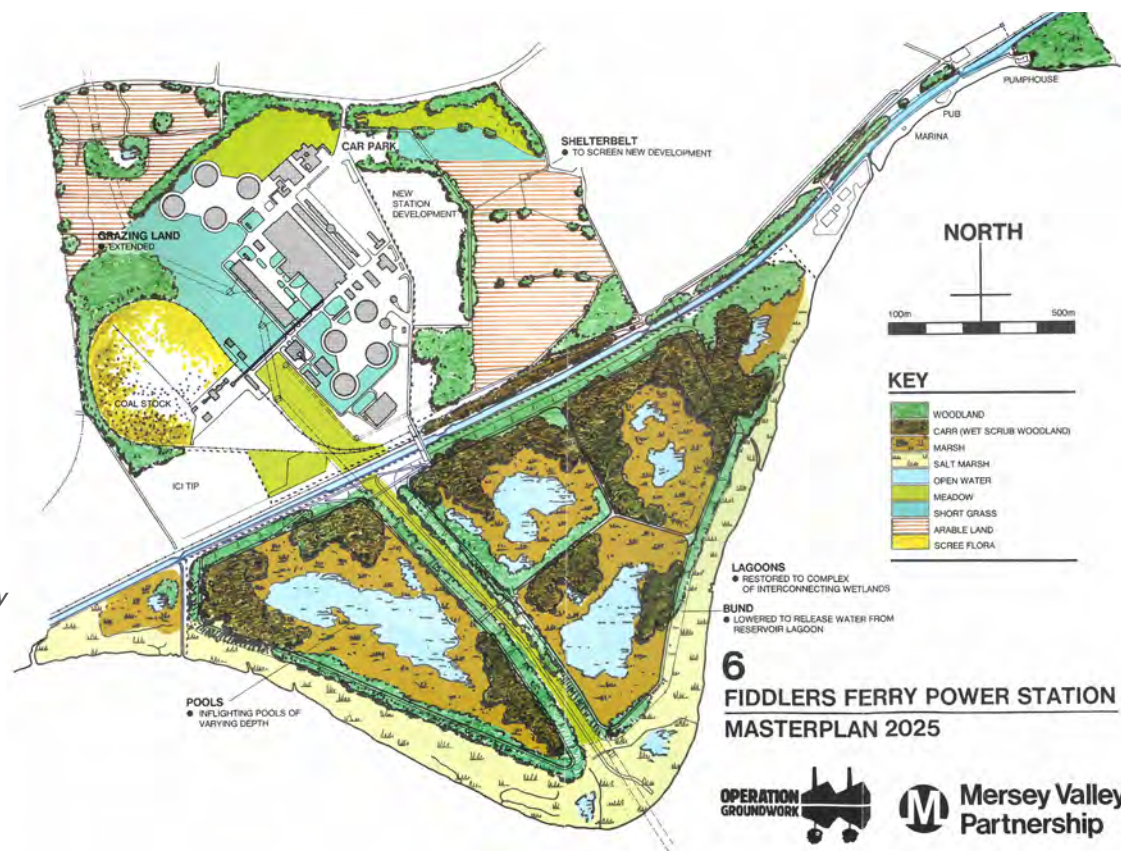 PUMPHOUSE
PUB
MARINA
CAR PARK
SHELTERBELT
● TO SCREEN NEW DEVELOPMENT
NEW
STATION
DEVELOPMENT
GRAZING LAND
● EXTENDED
NORTH
100m 500m
COAL STOCK
ICI TIP
KEY
WOODLAND
CARR (WET SCRUB WOODLAND)
MARSH
SALT MARSH
OPEN WATER
MEADOW
SHORT GRASS
ARABLE LAND
SCREE FLORA
LAGOONS
● RESTORED TO COMPLEX
OF INTERCONNECTING WETLANDS
BUND
● LOWERED TO RELEASE WATER FROM
RESERVOIR LAGOON
POOLS
● INFLIGHTING POOLS OF
VARYING DEPTH
y
6
FIDDLERS FERRY POWER STATION
MASTERPLAN 2025
OPERATION
GROUNDWORK
M
Mersey Valley
Partnership